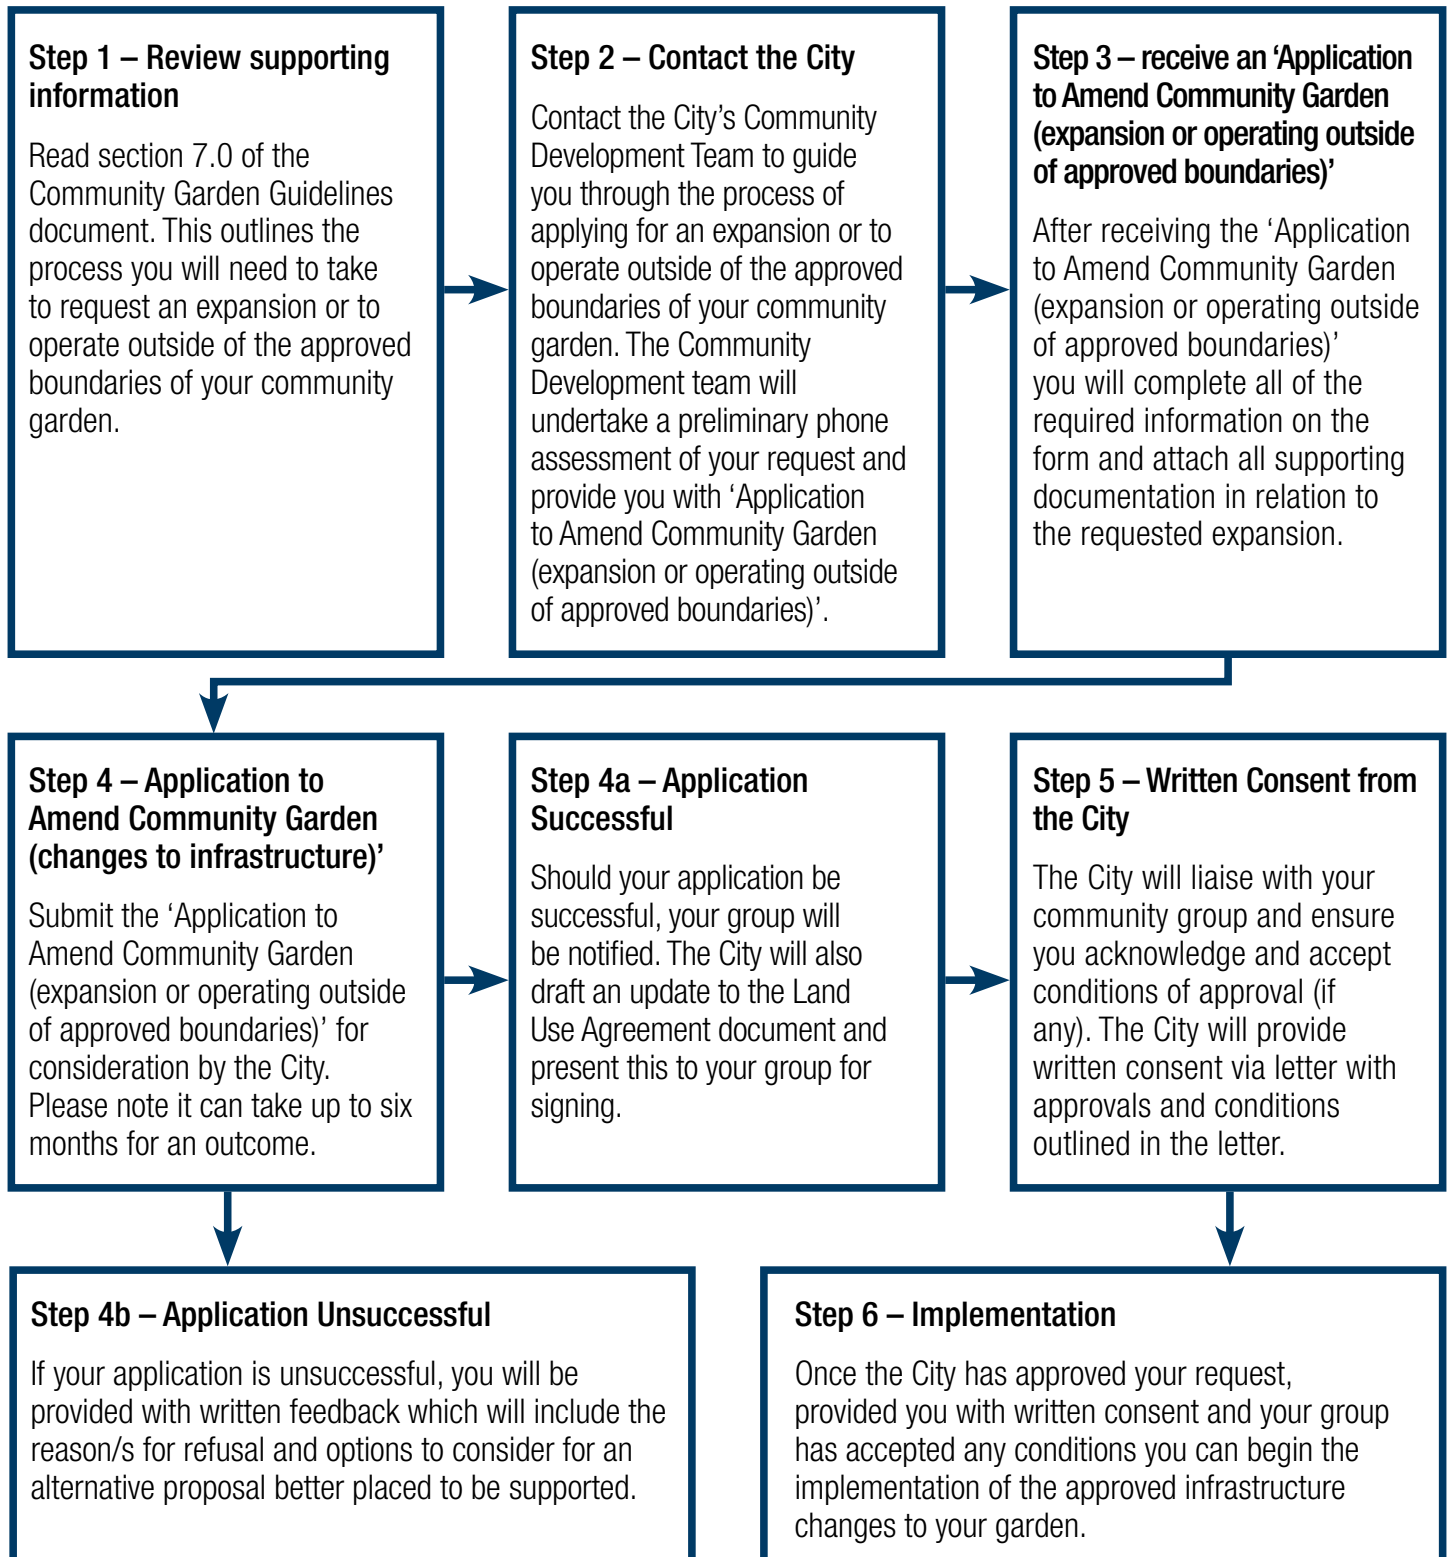 Step 1 – Review supporting
information
Read section 7.0 of the
Community Garden Guidelines
document. This outlines the
process you will need to take
to request an expansion or to
operate outside of the approved
boundaries of your community
garden.
Step 2 – Contact the City
Contact the City’s Community
Development Team to guide
you through the process of
applying for an expansion or to
operate outside of the approved
boundaries of your community
garden. The Community
Development team will
undertake a preliminary phone
assessment of your request and
provide you with ‘Application
to Amend Community Garden
(expansion or operating outside
of approved boundaries)’.
Step 3 – receive an ‘Application
to Amend Community Garden
(expansion or operating outside
of approved boundaries)’
After receiving the ‘Application
to Amend Community Garden
(expansion or operating outside
of approved boundaries)’
you will complete all of the
required information on the
form and attach all supporting
documentation in relation to
the requested expansion.
Step 4 – Application to
Amend Community Garden
(changes to infrastructure)’
Submit the ‘Application to
Amend Community Garden
(expansion or operating outside
of approved boundaries)’ for
consideration by the City.
Please note it can take up to six
months for an outcome.
Step 4a – Application
Successful
Should your application be
successful, your group will
be notified. The City will also
draft an update to the Land
Use Agreement document and
present this to your group for
signing.
Step 5 – Written Consent from
the City
The City will liaise with your
community group and ensure
you acknowledge and accept
conditions of approval (if
any). The City will provide
written consent via letter with
approvals and conditions
outlined in the letter.
Step 4b – Application Unsuccessful
If your application is unsuccessful, you will be
provided with written feedback which will include the
reason/s for refusal and options to consider for an
alternative proposal better placed to be supported.
Step 6 – Implementation
Once the City has approved your request,
provided you with written consent and your group
has accepted any conditions you can begin the
implementation of the approved infrastructure
changes to your garden.